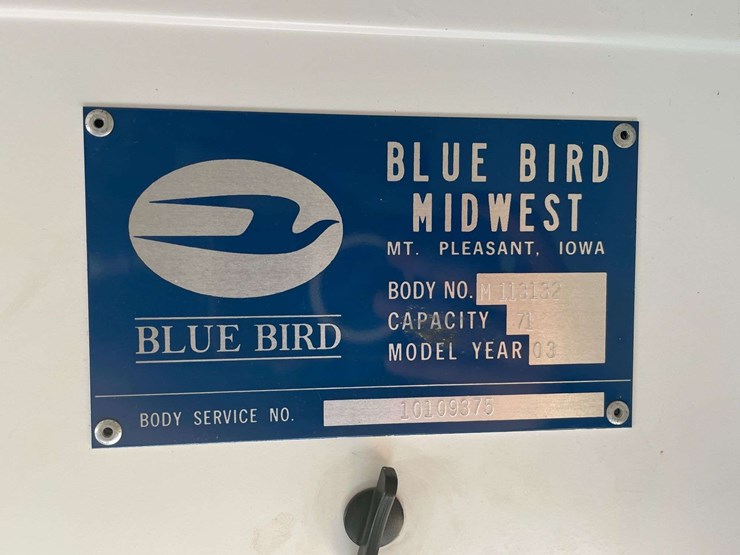 BLUE BIRD
MIDWEST
MT. PLEASANT, IOWA
BODY NO. M 113132
CAPACITY 71
MODEL YEAR 03
BLUE BIRD
BODY SERVICE NO. 10109375